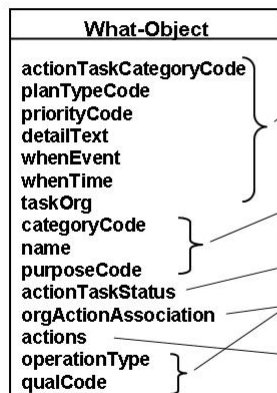 What-Object
actionTaskCategoryCode
planTypeCode
priorityCode
detailText
whenEvent
whenTime
taskOrg
categoryCode
name
purposeCode
actionTaskStatus
orgActionAssociation
actions
operationType
qualCode